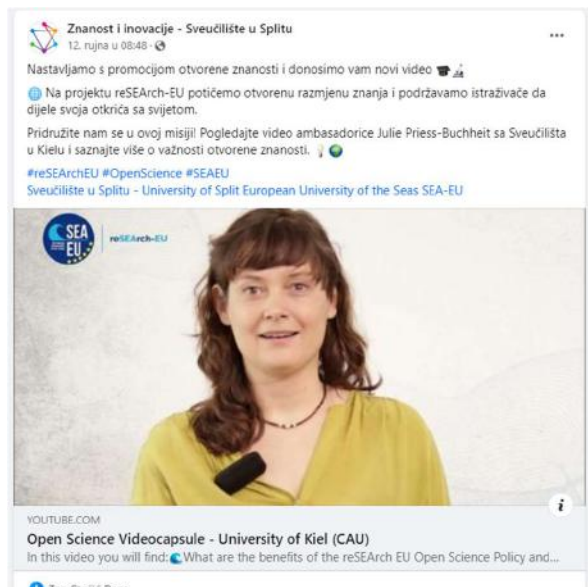 Znanost i inovacije - Sveučilište u Splitu
12. rujna u 08:48 ·
Nastavljamo s promocijom otvorene znanosti i donosimo vam novi video 🎓🔬
🌐 Na projektu reSEArch-EU potičemo otvorenu razmjenu znanja i podržavamo istraživače da
dijele svoja otkrića sa svijetom.
Pridružite nam se u ovoj misiji! Pogledajte video ambasadorice Julie Priess-Buchheit sa Sveučilišta
u Kielu i saznajte više o važnosti otvorene znanosti. 💡🌍
#reSEArchEU #OpenScience #SEAEU
Sveučilište u Splitu - University of Split European University of the Seas SEA-EU
SEA
EU
reSEArch-EU
YOUTUBE.COM
Open Science Videocapsule - University of Kiel (CAU)
In this video you will find:🌊What are the benefits of the reSEArch EU Open Science Policy and...